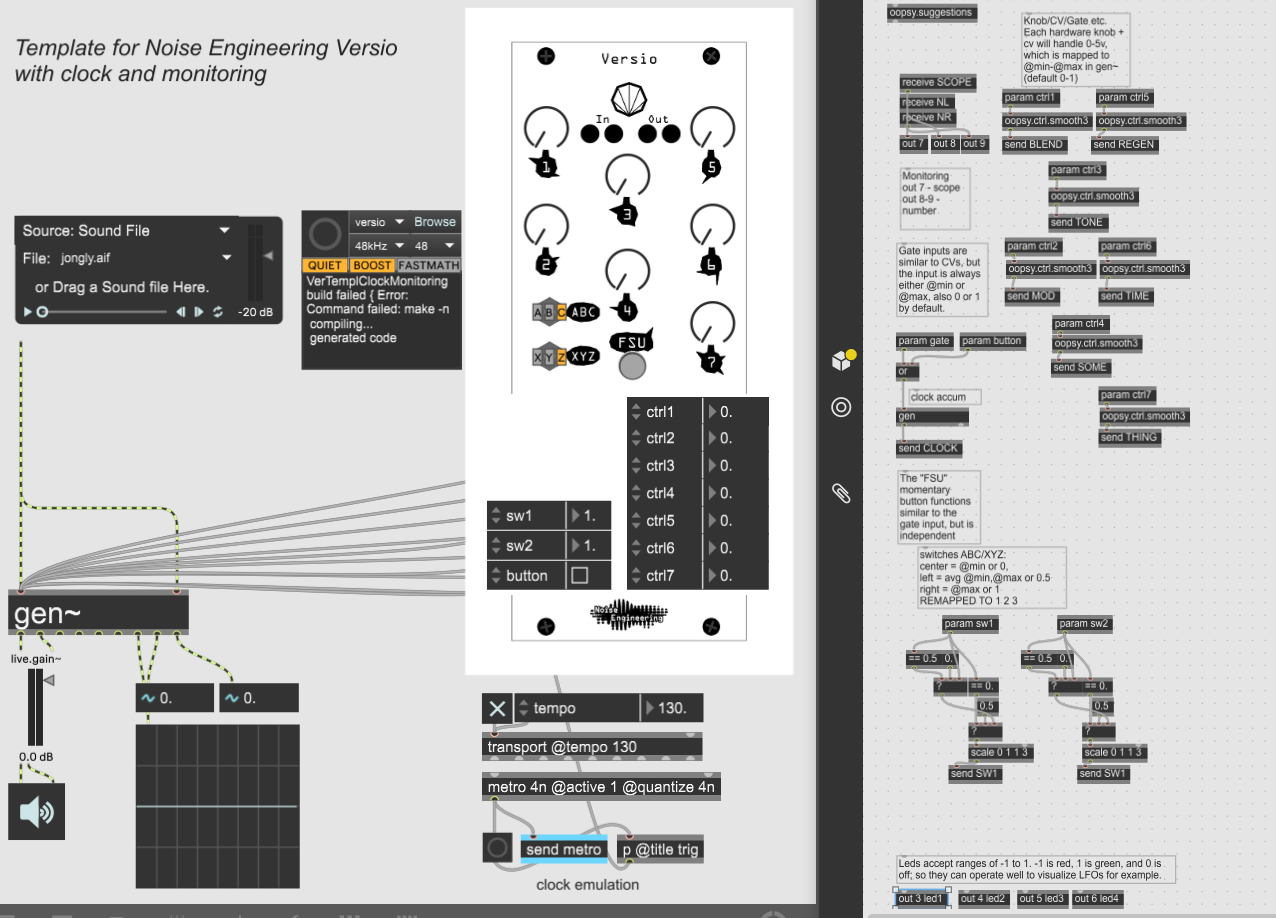 Template for Noise Engineering Versio
with clock and monitoring
Source: Sound File
File: jongly.aif
or Drag a Sound file Here.
-20 dB
versio Browse
48kHz 48
QUIET BOOST FASTMATH
VerTemplClockMonitoring
build failed { Error:
Command failed: make -n
compiling...
generated code
Versio
In Out
1
5
3
2
6
4
A B C ABC
FSU
X Y Z XYZ
7
ctrl1 0.
ctrl2 0.
ctrl3 0.
ctrl4 0.
ctrl5 0.
ctrl6 0.
ctrl7 0.
sw1 1.
sw2 1.
button
Noise
Engineering
gen~
live.gain~
0.0 dB
0.
0.
tempo 130.
transport @tempo 130
metro 4n @active 1 @quantize 4n
send metro
p @title trig
clock emulation
oopsy.suggestions
Knob/CV/Gate etc.
Each hardware knob +
cv will handle 0-5v,
which is mapped to
@min-@max in gen~
(default 0-1)
receive SCOPE
receive NL
receive NR
out 7 out 8 out 9
param ctrl1
oopsy.ctrl.smooth3
send BLEND
param ctrl5
oopsy.ctrl.smooth3
send REGEN
Monitoring
out 7 - scope
out 8-9 -
number
param ctrl3
oopsy.ctrl.smooth3
send TONE
Gate inputs are
similar to CVs, but
the input is always
either @min or
@max, also 0 or 1
by default.
param ctrl2
oopsy.ctrl.smooth3
send MOD
param ctrl6
oopsy.ctrl.smooth3
send TIME
param ctrl4
oopsy.ctrl.smooth3
send SOME
param gate
param button
or
clock accum
gen
send CLOCK
param ctrl7
oopsy.ctrl.smooth3
send THING
The "FSU"
momentary
button functions
similar to the
gate input, but is
independent
switches ABC/XYZ:
center = @min or 0,
left = avg @min,@max or 0.5
right = @max or 1
REMAPPED TO 1 2 3
param sw1
== 0.5 0.
? == 0.
0.5
?
scale 0 1 1 3
send SW1
param sw2
== 0.5 0.
? == 0.
0.5
?
scale 0 1 1 3
send SW1
Leds accept ranges of -1 to 1. -1 is red, 1 is green, and 0 is
off; so they can operate well to visualize LFOs for example.
out 3 led1 out 4 led2 out 5 led3 out 6 led4